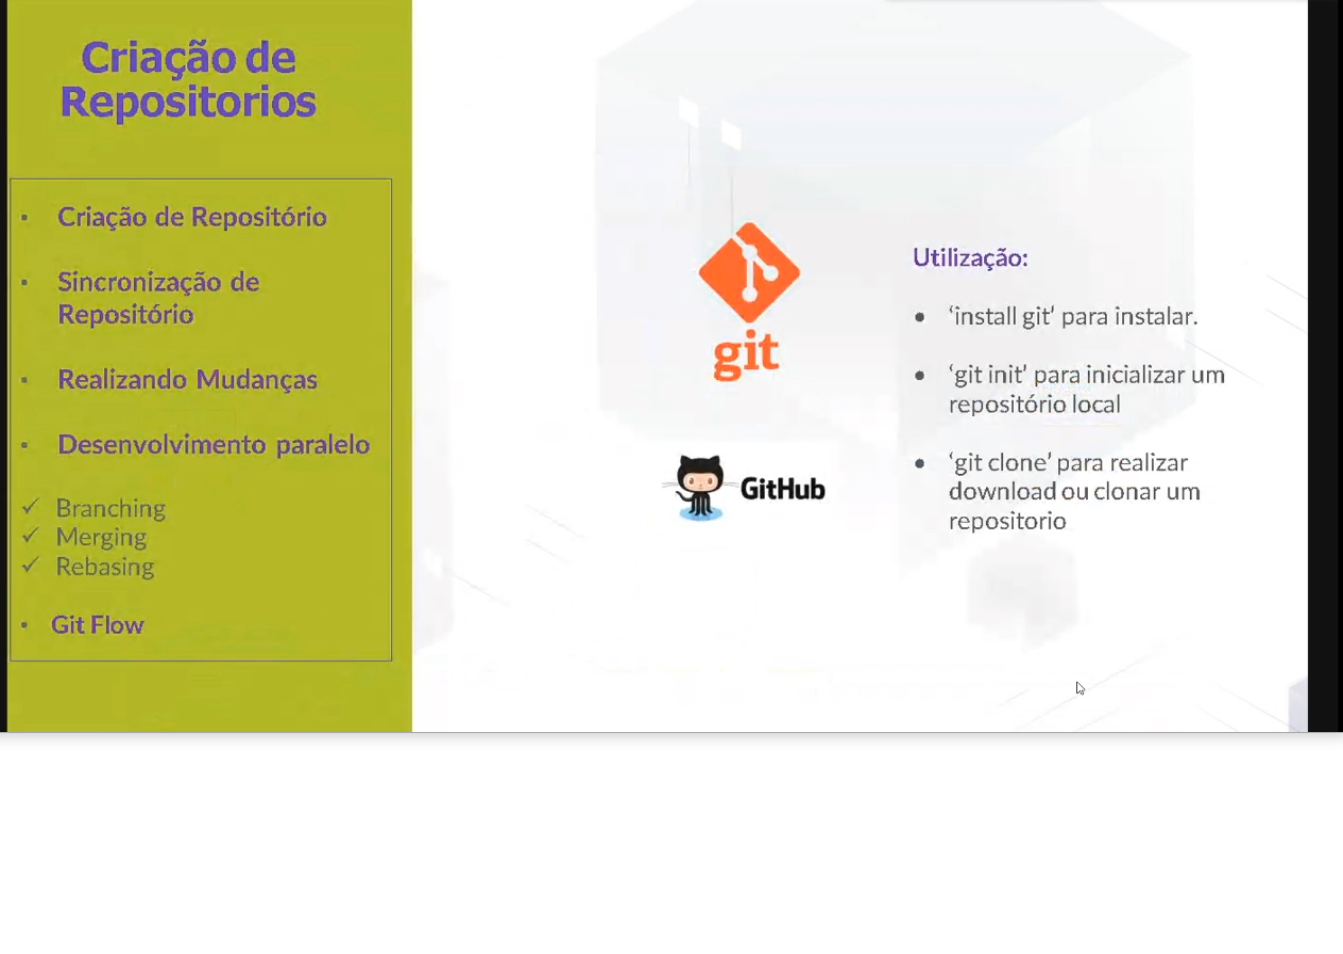 Criação de
Repositorios
• Criação de Repositório
• Sincronização de
Repositório
• Realizando Mudanças
• Desenvolvimento paralelo
✓ Branching
✓ Merging
✓ Rebasing
• Git Flow
git
GitHub
Utilização:
• ‘install git’ para instalar.
• ‘git init’ para inicializar um
repositório local
• ‘git clone’ para realizar
download ou clonar um
repositorio